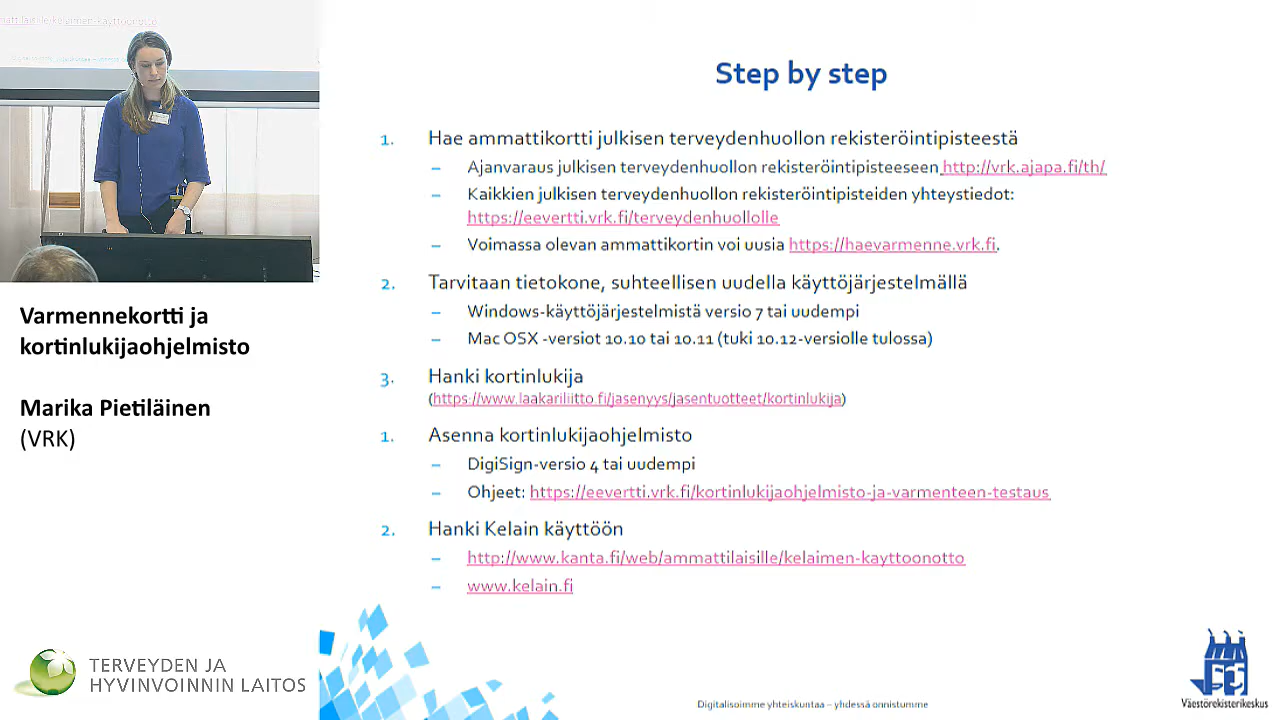 Varmennekortti ja
kortinlukijaohjelmisto
Marika Pietiläinen
(VRK)
TERVEYDEN JA
HYVINVOINNIN LAITOS
Step by step
1. Hae ammattikortti julkisen terveydenhuollon rekisteröintipisteestä
– Ajanvaraus julkisen terveydenhuollon rekisteröintipisteeseen http://vrk.ajapa.fi/th/
– Kaikkien julkisen terveydenhuollon rekisteröintipisteiden yhteystiedot:
https://eevertti.vrk.fi/terveydenhuollolle
– Voimassa olevan ammattikortin voi uusia https://haevarmenne.vrk.fi.
2. Tarvitaan tietokone, suhteellisen uudella käyttöjärjestelmällä
– Windows-käyttöjärjestelmistä versio 7 tai uudempi
– Mac OSX -versiot 10.10 tai 10.11 (tuki 10.12-versiolle tulossa)
3. Hanki kortinlukija
(https://www.laakariliitto.fi/jasenyys/jasentuotteet/kortinlukija)
1. Asenna kortinlukijaohjelmisto
– DigiSign-versio 4 tai uudempi
– Ohjeet: https://eevertti.vrk.fi/kortinlukijaohjelmisto-ja-varmenteen-testaus
2. Hanki Kelain käyttöön
– http://www.kanta.fi/web/ammattilaisille/kelaimen-kayttoonotto
– www.kelain.fi
Digitalisoimme yhteiskuntaa – yhdessä onnistumme
Väestörekisterikeskus